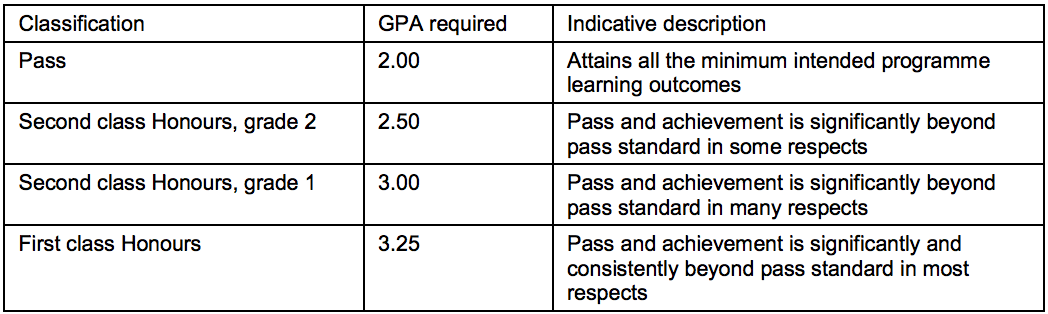 Classification GPA required Indicative description
Pass 2.00 Attains all the minimum intended programme
learning outcomes
Second class Honours, grade 2 2.50 Pass and achievement is significantly beyond
pass standard in some respects
Second class Honours, grade 1 3.00 Pass and achievement is significantly beyond
pass standard in many respects
First class Honours 3.25 Pass and achievement is significantly and
consistently beyond pass standard in most
respects